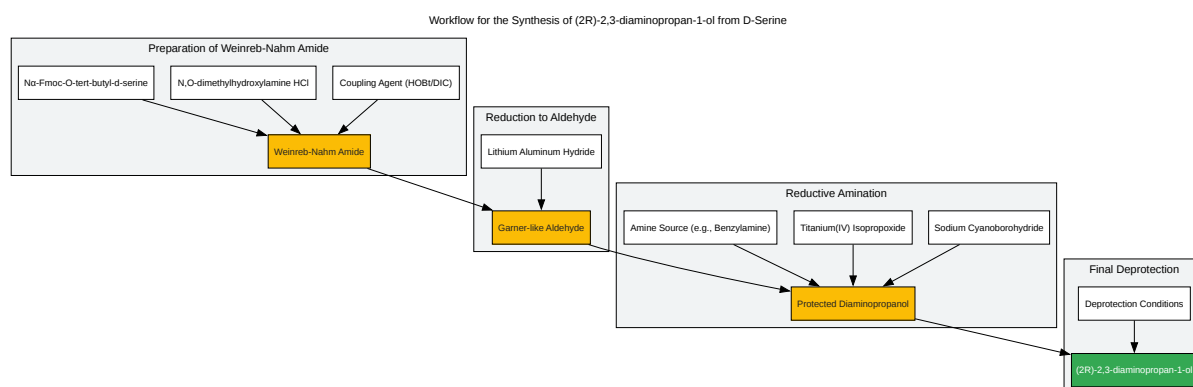 Workflow for the Synthesis of (2R)-2,3-diaminopropan-1-ol from D-Serine
Preparation of Weinreb-Nahm Amide
Nα-Fmoc-O-tert-butyl-d-serine
N,O-dimethylhydroxylamine HCl
Coupling Agent (HOBt/DIC)
Weinreb-Nahm Amide
Reduction to Aldehyde
Lithium Aluminum Hydride
Garner-like Aldehyde
Reductive Amination
Amine Source (e.g., Benzylamine)
Titanium(IV) Isopropoxide
Sodium Cyanoborohydride
Protected Diaminopropanol
Final Deprotection
Deprotection Conditions
(2R)-2,3-diaminopropan-1-ol